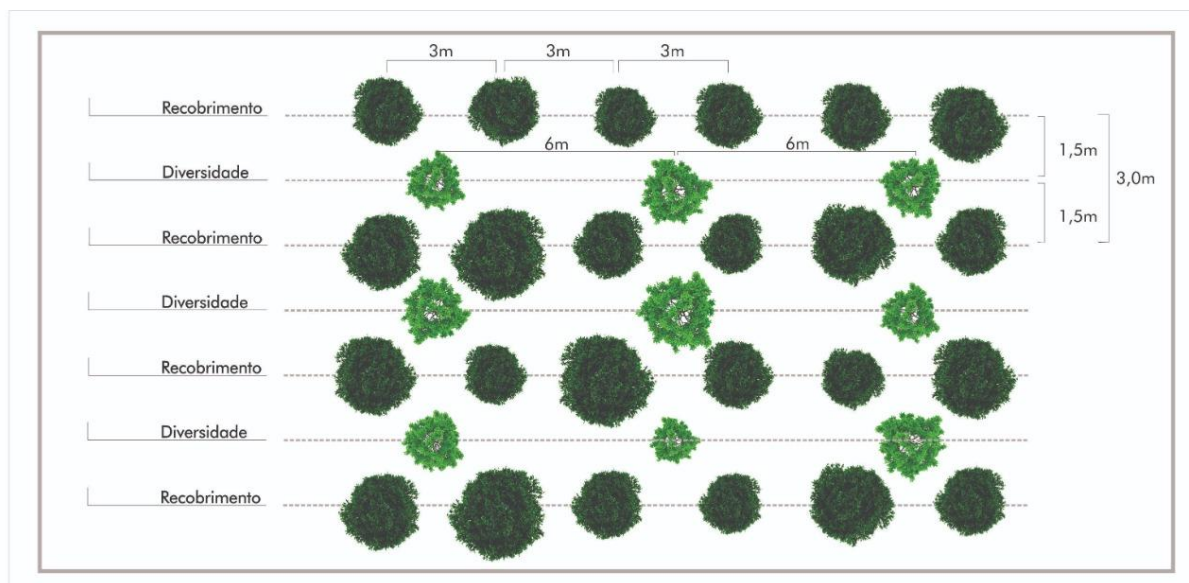 3m 3m 3m
Recobrimento
6m 6m
1,5m
Diversidade
3,0m
1,5m
Recobrimento
Diversidade
Recobrimento
Diversidade
Recobrimento